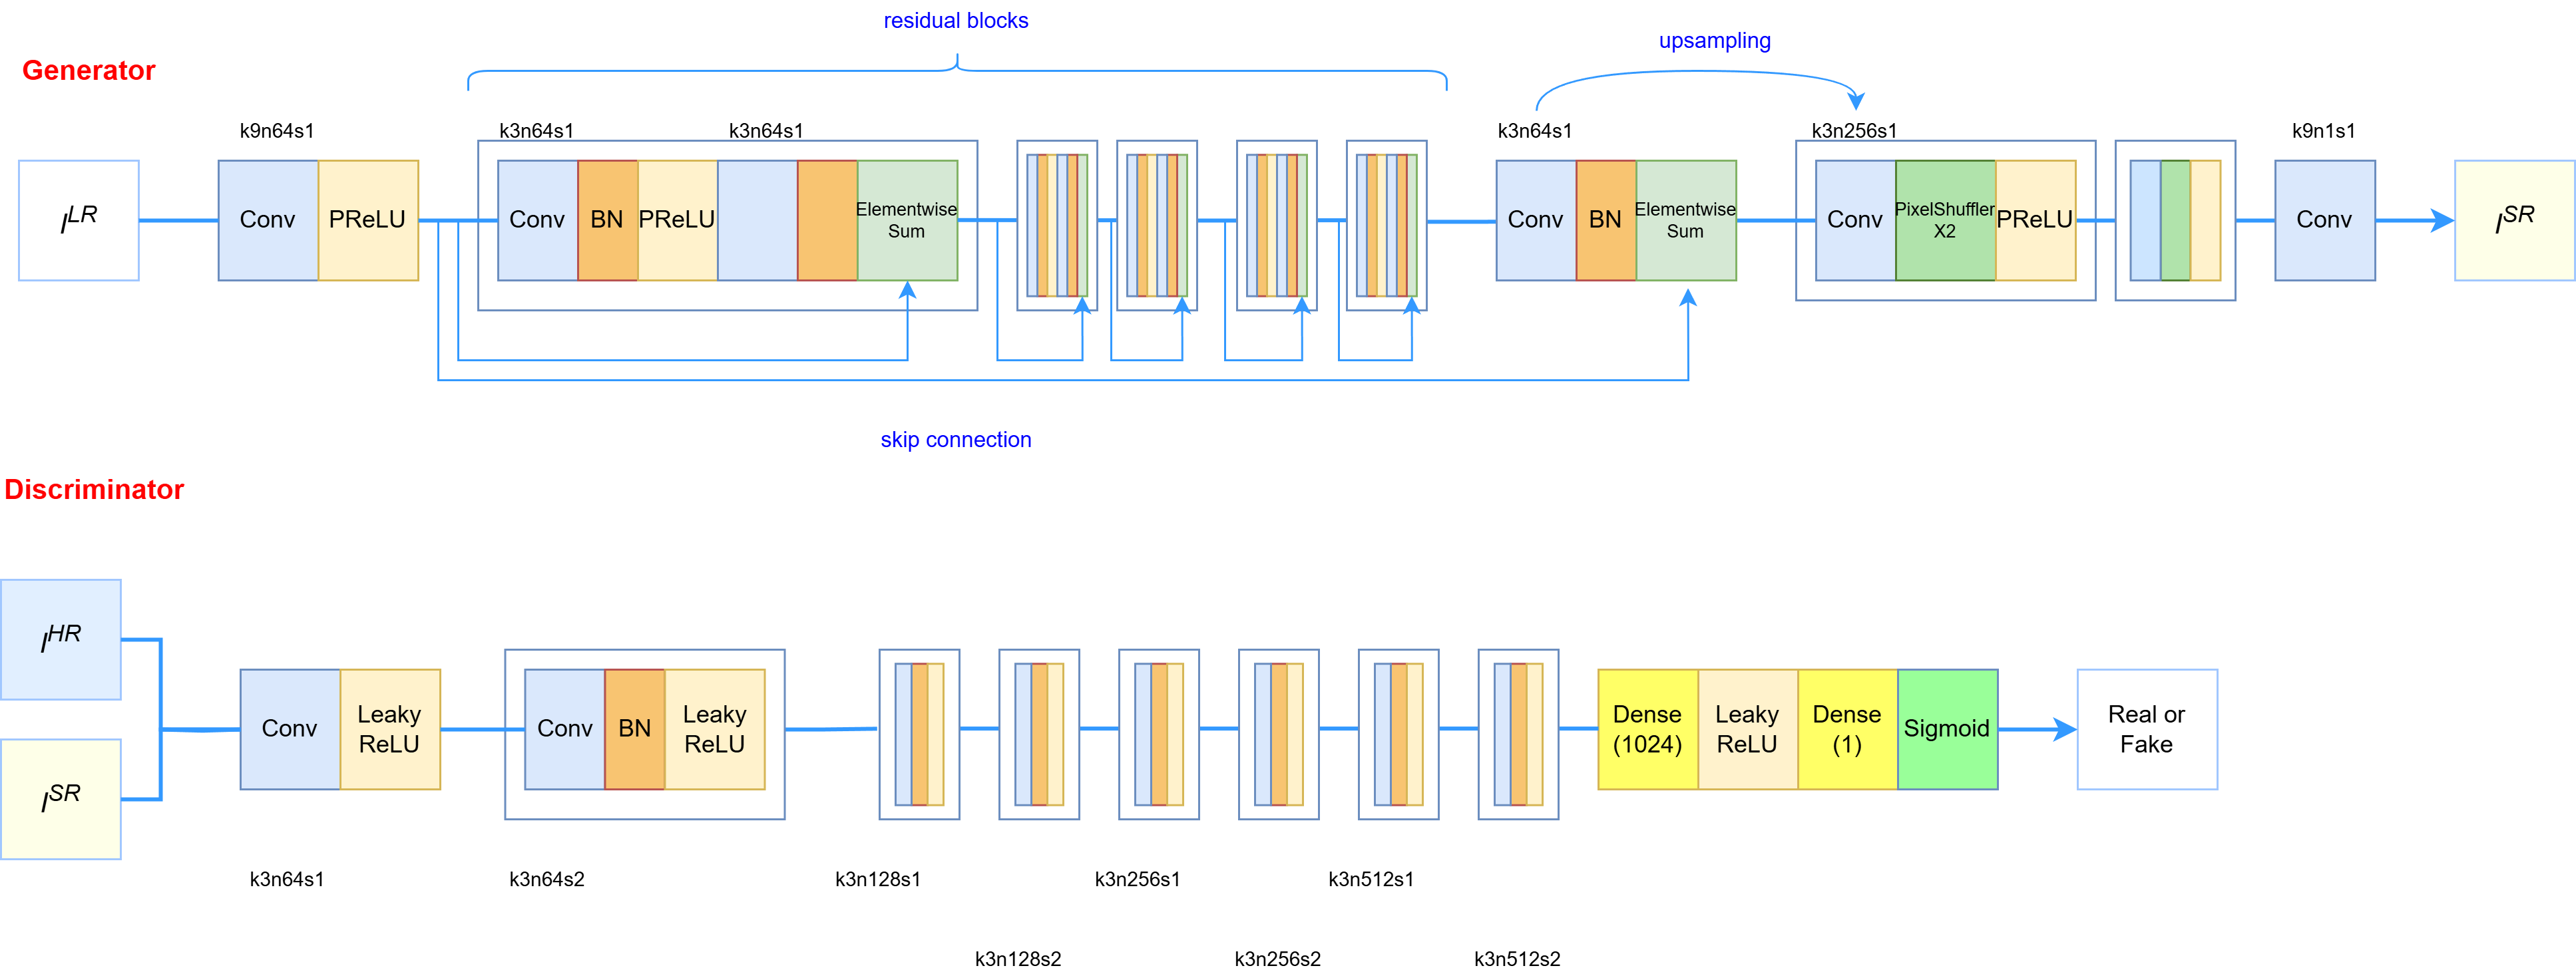 residual blocks
upsampling
Generator
k9n64s1
k3n64s1
k3n64s1
k3n64s1
k3n256s1
k9n1s1
I^LR
Conv
PReLU
Conv
BN
PReLU
Elementwise
Sum
Conv
BN
Elementwise
Sum
Conv
PixelShuffler
X2
PReLU
Conv
I^SR
skip connection
Discriminator
I^HR
I^SR
Conv
Leaky
ReLU
Conv
BN
Leaky
ReLU
Dense
(1024)
Leaky
ReLU
Dense
(1)
Sigmoid
Real or
Fake
k3n64s1
k3n64s2
k3n128s1
k3n256s1
k3n512s1
k3n128s2
k3n256s2
k3n512s2